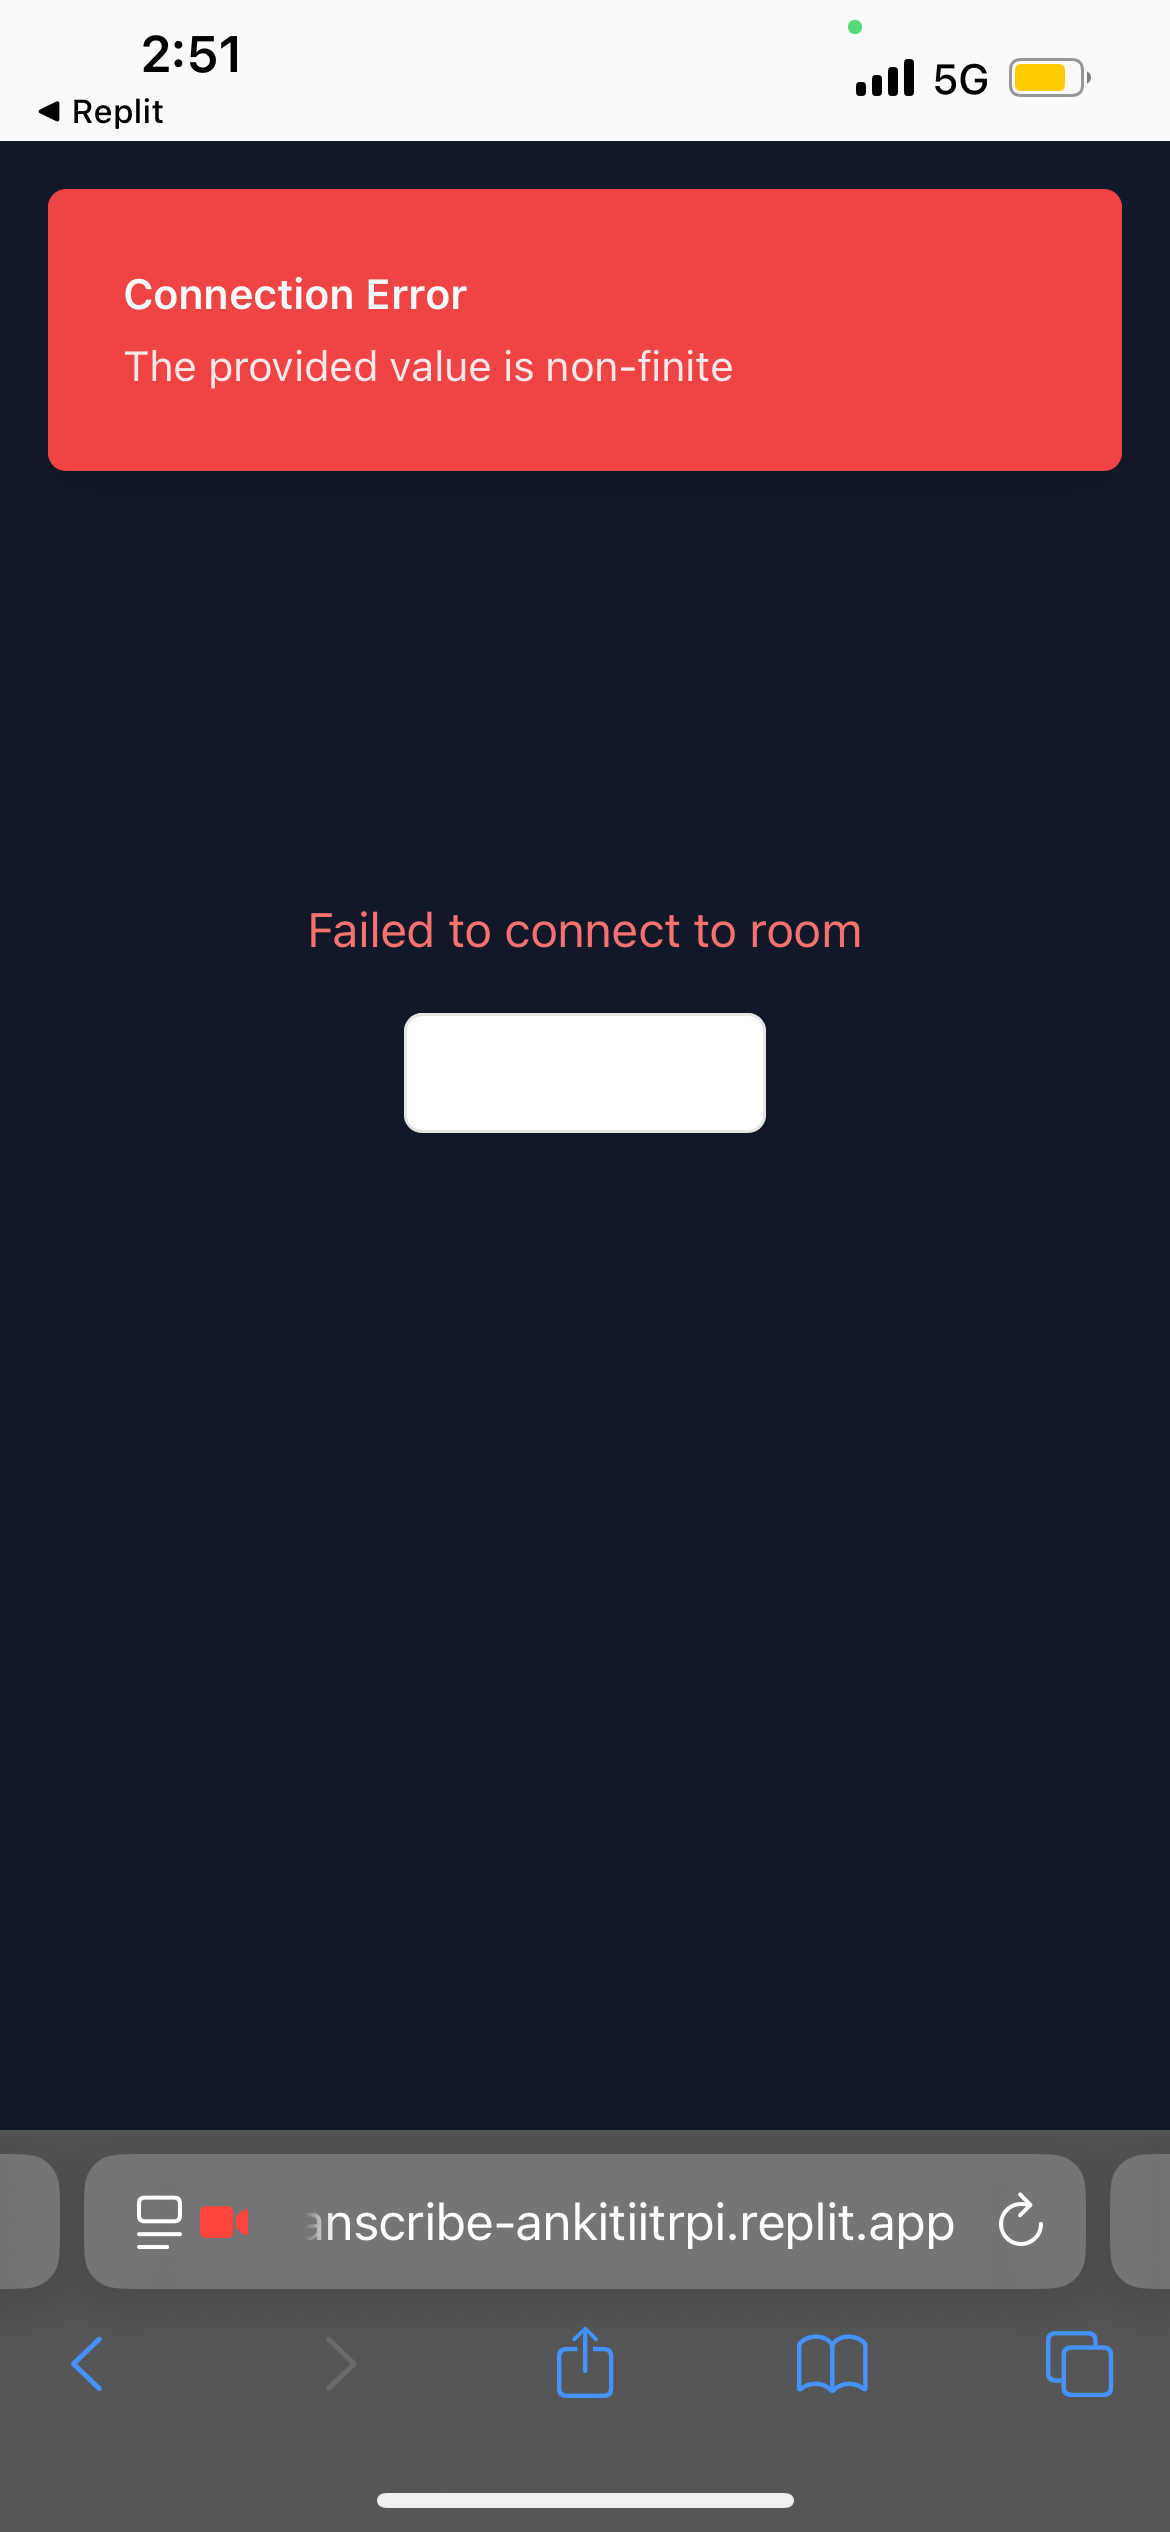 2:51
5G
◀ Replit
Connection Error
The provided value is non-finite
Failed to connect to room
anscribe-ankitiitrpi.replit.app